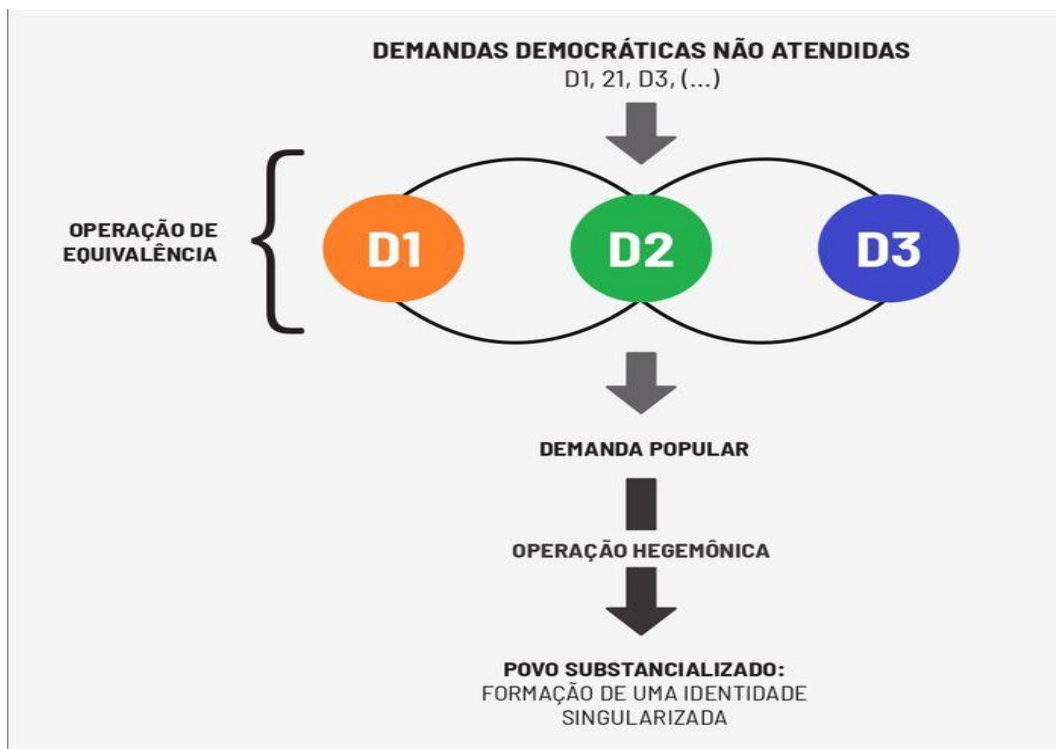 DEMANDAS DEMOCRÁTICAS NÃO ATENDIDAS
D1, 21, D3, (...)
OPERAÇÃO DE
EQUIVALÊNCIA
D1
D2
D3
DEMANDA POPULAR
OPERAÇÃO HEGEMÔNICA
POVO SUBSTANCIALIZADO:
FORMAÇÃO DE UMA IDENTIDADE
SINGULARIZADA